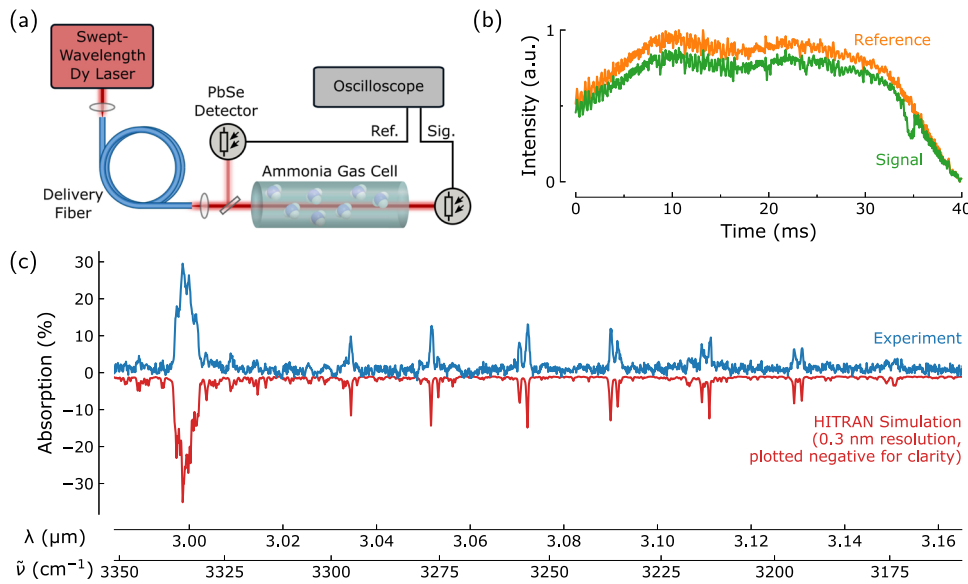 (a)
Swept-
Wavelength
Dy Laser
PbSe
Detector
Oscilloscope
Ref.
Sig.
Ammonia Gas Cell
Delivery
Fiber
(b)
Intensity (a.u.)
1
0
Reference
Signal
0 10 20 30 40
Time (ms)
(c)
Absorption (%)
30
20
10
0
−10
−20
−30
Experiment
HITRAN Simulation
(0.3 nm resolution,
plotted negative for clarity)
λ (μm)
3.00 3.02 3.04 3.06 3.08 3.10 3.12 3.14 3.16
ṽ (cm⁻¹)
3350 3325 3300 3275 3250 3225 3200 3175